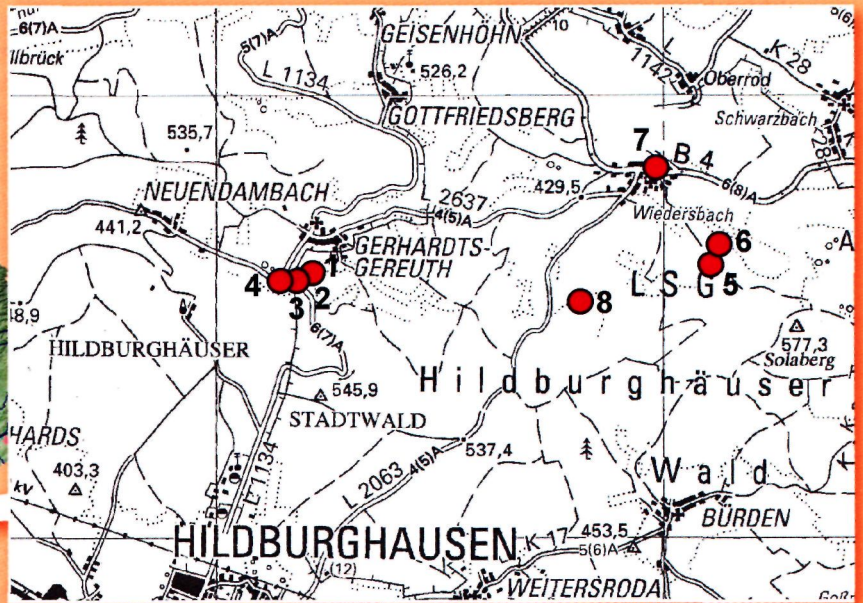 6(7)A
5(7)A
L 1134
GEISENHÖHN
526,2
10
L
1142
K 28
Oberrod
Schwarzbach
28
535,7
GOTTFRIEDSBERG
7
B 4
6(8)A
NEUENDAMBACH
441,2
L 2637
4(5)A
429,5
Wiedersbach
GERHARDTS-
GEREUTH
6
4
3
2
1
L S G
5
8
48,9
6(7)A
577,3
Solaberg
HILDBURGHÄUSER
545,9
STADTWALD
Hildburghäuser
HARDS
403,3
L 1134
L 2063
4(5)A
537,4
Wald
kv
BÜRDEN
HILDBURGHAUSEN
K 17
453,5
5(6)A
(12)
WEITERSRODA